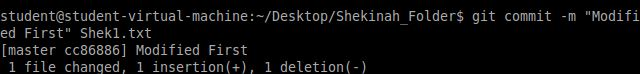 student@student-virtual-machine:~/Desktop/Shekinah_Folder$ git commit -m "Modifi
ed First" Shek1.txt
[master cc86886] Modified First
 1 file changed, 1 insertion(+), 1 deletion(-)